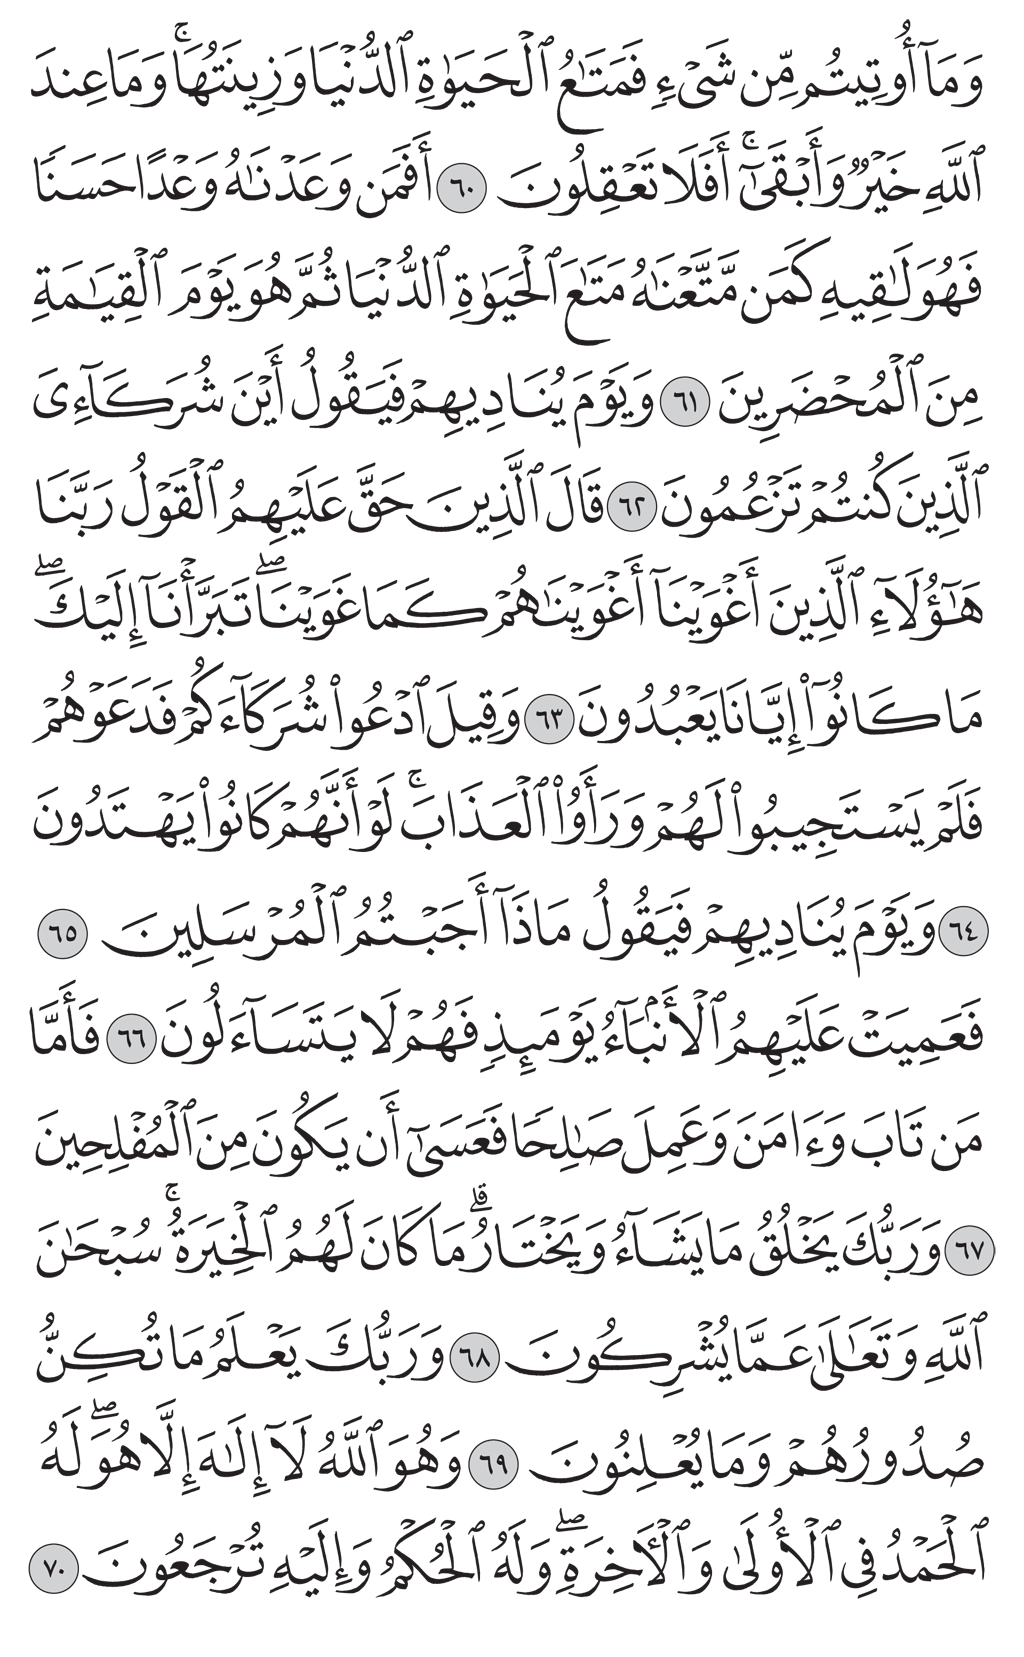 وَمَآ أُوتِيتُم مِّن شَىْءٍ فَمَتَٰعُ ٱلْحَيَوٰةِ ٱلدُّنْيَا وَزِينَتُهَا ۚ وَمَا عِندَ
ٱللَّهِ خَيْرٌ وَأَبْقَىٰٓ ۚ أَفَلَا تَعْقِلُونَ ٦٠ أَفَمَن وَعَدْنَٰهُ وَعْدًا حَسَنًا
فَهُوَ لَٰقِيهِ كَمَن مَّتَّعْنَٰهُ مَتَٰعَ ٱلْحَيَوٰةِ ٱلدُّنْيَا ثُمَّ هُوَ يَوْمَ ٱلْقِيَٰمَةِ
مِنَ ٱلْمُحْضَرِينَ ٦١ وَيَوْمَ يُنَادِيهِمْ فَيَقُولُ أَيْنَ شُرَكَآءِىَ
ٱلَّذِينَ كُنتُمْ تَزْعُمُونَ ٦٢ قَالَ ٱلَّذِينَ حَقَّ عَلَيْهِمُ ٱلْقَوْلُ رَبَّنَا
هَٰٓؤُلَآءِ ٱلَّذِينَ أَغْوَيْنَآ أَغْوَيْنَٰهُمْ كَمَا غَوَيْنَا ۖ تَبَرَّأْنَآ إِلَيْكَ ۖ
مَا كَانُوٓا۟ إِيَّانَا يَعْبُدُونَ ٦٣ وَقِيلَ ٱدْعُوا۟ شُرَكَآءَكُمْ فَدَعَوْهُمْ
فَلَمْ يَسْتَجِيبُوا۟ لَهُمْ وَرَأَوُا۟ ٱلْعَذَابَ ۚ لَوْ أَنَّهُمْ كَانُوا۟ يَهْتَدُونَ
٦٤ وَيَوْمَ يُنَادِيهِمْ فَيَقُولُ مَاذَآ أَجَبْتُمُ ٱلْمُرْسَلِينَ ٦٥
فَعَمِيَتْ عَلَيْهِمُ ٱلْأَنۢبَآءُ يَوْمَئِذٍ فَهُمْ لَا يَتَسَآءَلُونَ ٦٦ فَأَمَّا
مَن تَابَ وَءَامَنَ وَعَمِلَ صَٰلِحًا فَعَسَىٰٓ أَن يَكُونَ مِنَ ٱلْمُفْلِحِينَ
٦٧ وَرَبُّكَ يَخْلُقُ مَا يَشَآءُ وَيَخْتَارُ ۗ مَا كَانَ لَهُمُ ٱلْخِيَرَةُ ۚ سُبْحَٰنَ
ٱللَّهِ وَتَعَٰلَىٰ عَمَّا يُشْرِكُونَ ٦٨ وَرَبُّكَ يَعْلَمُ مَا تُكِنُّ
صُدُورُهُمْ وَمَا يُعْلِنُونَ ٦٩ وَهُوَ ٱللَّهُ لَآ إِلَٰهَ إِلَّا هُوَ ۖ لَهُ
ٱلْحَمْدُ فِى ٱلْأُولَىٰ وَٱلْءَاخِرَةِ ۖ وَلَهُ ٱلْحُكْمُ وَإِلَيْهِ تُرْجَعُونَ ٧٠